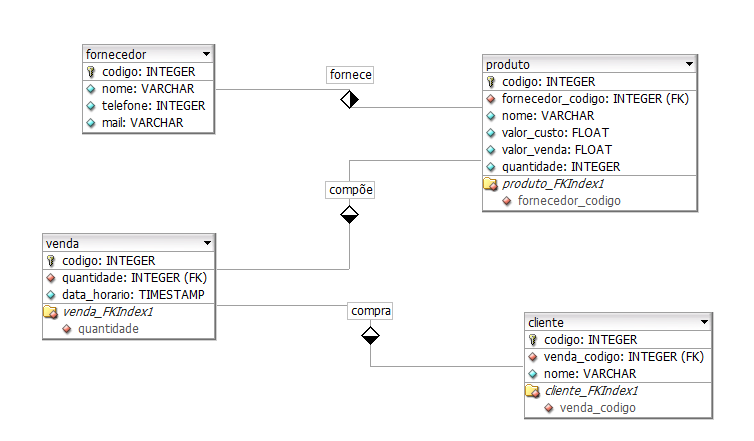 fornecedor
codigo: INTEGER
nome: VARCHAR
telefone: INTEGER
mail: VARCHAR
fornece
produto
codigo: INTEGER
fornecedor_codigo: INTEGER (FK)
nome: VARCHAR
valor_custo: FLOAT
valor_venda: FLOAT
quantidade: INTEGER
produto_FKIndex1
fornecedor_codigo
compõe
venda
codigo: INTEGER
quantidade: INTEGER (FK)
data_horario: TIMESTAMP
venda_FKIndex1
quantidade
compra
cliente
codigo: INTEGER
venda_codigo: INTEGER (FK)
nome: VARCHAR
cliente_FKIndex1
venda_codigo